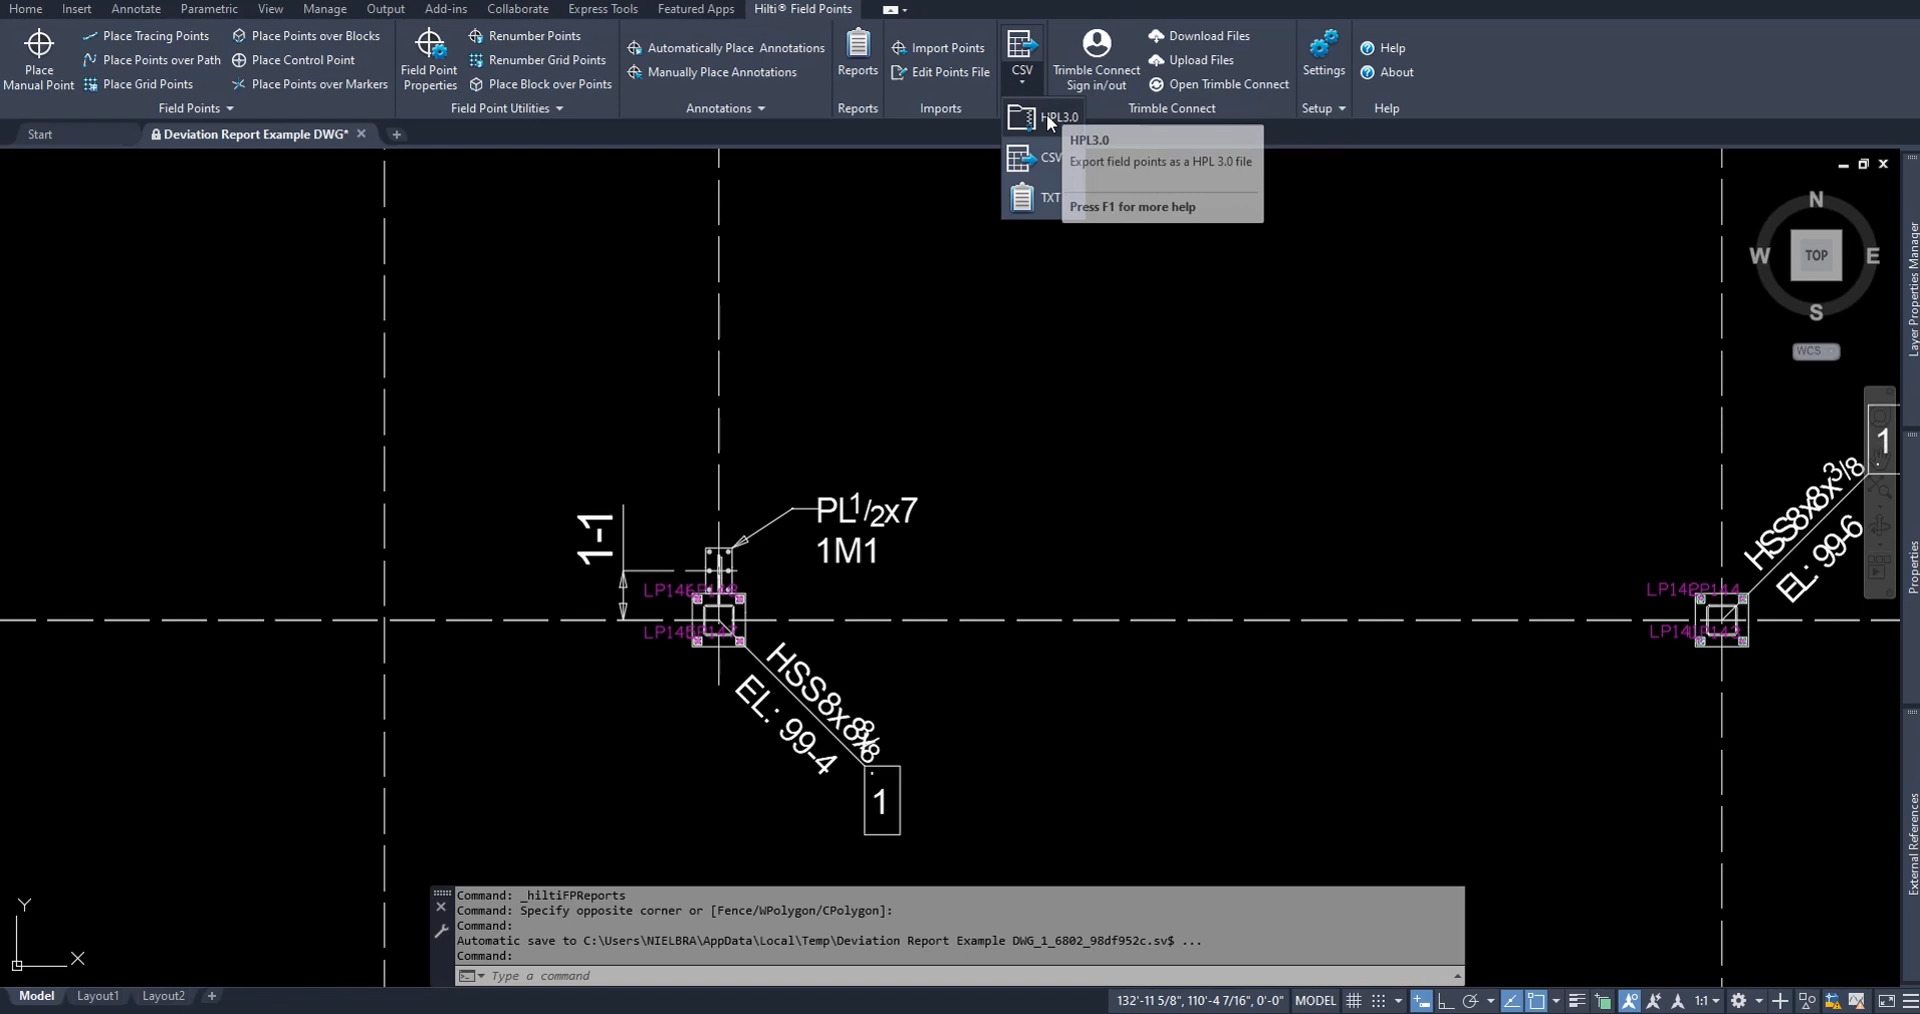 Home Insert Annotate Parametric View Manage Output Add-ins Collaborate Express Tools Featured Apps Hilti® Field Points
Place Manual Point
Place Tracing Points
Place Points over Path
Place Grid Points
Place Points over Blocks
Place Control Point
Place Points over Markers
Field Points
Field Point Properties
Renumber Points
Renumber Grid Points
Place Block over Points
Field Point Utilities
Automatically Place Annotations
Manually Place Annotations
Annotations
Reports
Reports
Import Points
Edit Points File
Imports
CSV
Trimble Connect Sign in/out
Download Files
Upload Files
Open Trimble Connect
Trimble Connect
Settings
Setup
Help
About
Help
HPL3.0
CSV
TXT
HPL3.0
Export field points as a HPL 3.0 file
Press F1 for more help
Start
Deviation Report Example DWG*
N
W TOP E
S
WCS
Layer Properties Manager
Properties
External References
1-1
PL1/2x7
1M1
HSS8x8x3/8
EL: 99-4
1
HSS8x8x3/8
EL: 99-6
1
Command: _hiltiFPReports
Command: Specify opposite corner or [Fence/WPolygon/CPolygon]:
Command:
Automatic save to C:\Users\NIELBRA\AppData\Local\Temp\Deviation Report Example DWG_1_6802_98df952c.sv$ ...
Command:
Type a command
Y
X
Model Layout1 Layout2
132'-11 5/8", 110'-4 7/16", 0'-0" MODEL 1:1